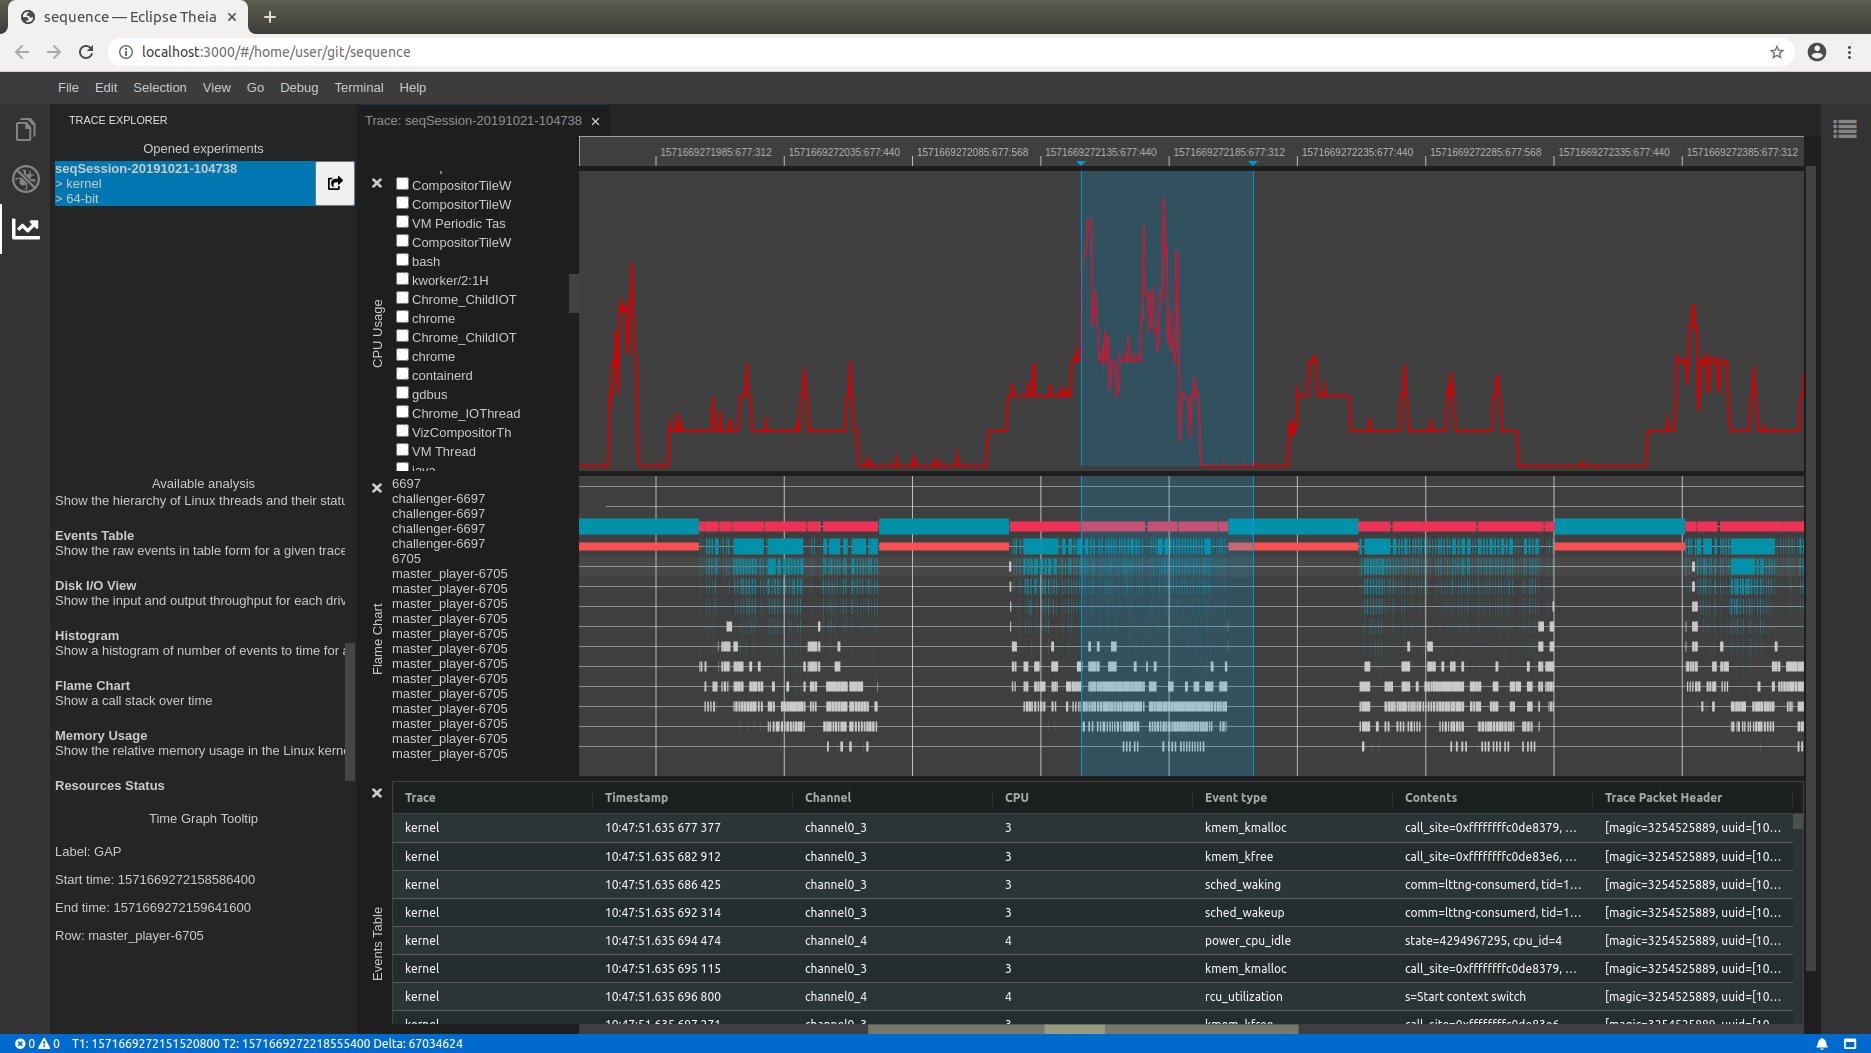 sequence — Eclipse Theia
localhost:3000/#/home/user/git/sequence
File Edit Selection View Go Debug Terminal Help
TRACE EXPLORER
Opened experiments
seqSession-20191021-104738
> kernel
> 64-bit
Available analysis
Show the hierarchy of Linux threads and their statu
Events Table
Show the raw events in table form for a given trace
Disk I/O View
Show the input and output throughput for each driv
Histogram
Show a histogram of number of events to time for a
Flame Chart
Show a call stack over time
Memory Usage
Show the relative memory usage in the Linux kerne
Resources Status
Time Graph Tooltip
Label: GAP
Start time: 1571669272158586400
End time: 1571669272159641600
Row: master_player-6705
Trace: seqSession-20191021-104738
1571669271985:677:312 1571669272035:677:440 1571669272085:677:568 1571669272135:677:440 1571669272185:677:312 1571669272235:677:440 1571669272285:677:568 1571669272335:677:440 1571669272385:677:312
CPU Usage
CompositorTileW
CompositorTileW
VM Periodic Tas
CompositorTileW
bash
kworker/2:1H
Chrome_ChildIOT
chrome
Chrome_ChildIOT
chrome
containerd
gdbus
Chrome_IOThread
VizCompositorTh
VM Thread
java
Flame Chart
6697
challenger-6697
challenger-6697
challenger-6697
challenger-6697
6705
master_player-6705
master_player-6705
master_player-6705
master_player-6705
master_player-6705
master_player-6705
master_player-6705
master_player-6705
master_player-6705
master_player-6705
master_player-6705
master_player-6705
master_player-6705
Events Table
Trace Timestamp Channel CPU Event type Contents Trace Packet Header
kernel 10:47:51.635 677 377 channel0_3 3 kmem_kmalloc call_site=0xffffffffc0de8379, ... [magic=3254525889, uuid=[10...
kernel 10:47:51.635 682 912 channel0_3 3 kmem_kfree call_site=0xffffffffc0de83e6, ... [magic=3254525889, uuid=[10...
kernel 10:47:51.635 686 425 channel0_3 3 sched_waking comm=lttng-consumerd, tid=1... [magic=3254525889, uuid=[10...
kernel 10:47:51.635 692 314 channel0_3 3 sched_wakeup comm=lttng-consumerd, tid=1... [magic=3254525889, uuid=[10...
kernel 10:47:51.635 694 474 channel0_4 4 power_cpu_idle state=4294967295, cpu_id=4 [magic=3254525889, uuid=[10...
kernel 10:47:51.635 695 115 channel0_3 3 kmem_kmalloc call_site=0xffffffffc0de8379, ... [magic=3254525889, uuid=[10...
kernel 10:47:51.635 696 800 channel0_4 4 rcu_utilization s=Start context switch [magic=3254525889, uuid=[10...
kernel 10:47:51.635 697 271 channel0_3 3 kmem_kfree
0 0 T1: 1571669272151520800 T2: 1571669272218555400 Delta: 67034624